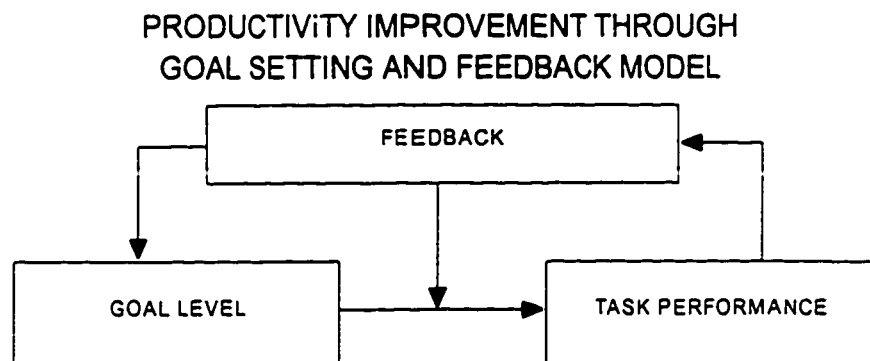 PRODUCTIViTY IMPROVEMENT THROUGH
GOAL SETTING AND FEEDBACK MODEL
FEEDBACK
GOAL LEVEL
TASK PERFORMANCE